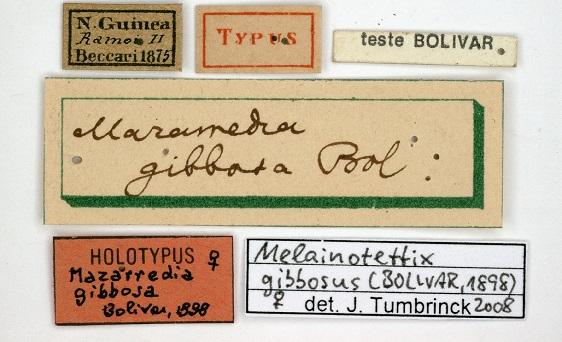 N. Guinea
Ramoi II
Beccari 1875
TYPUS
teste BOLIVAR.
Mazarredia
gibbosa Bol:
HOLOTYPUS ♀
Mazarredia
gibbosa
Bolivar, 1898
Melainotettix
gibbosus (BOLIVAR, 1898)
♀ det. J. Tumbrinck 2008